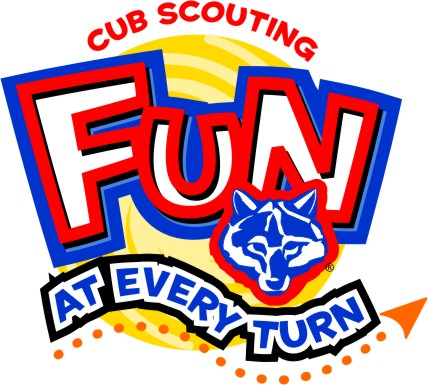 CUB SCOUTING
FUN
®
AT EVERY TURN